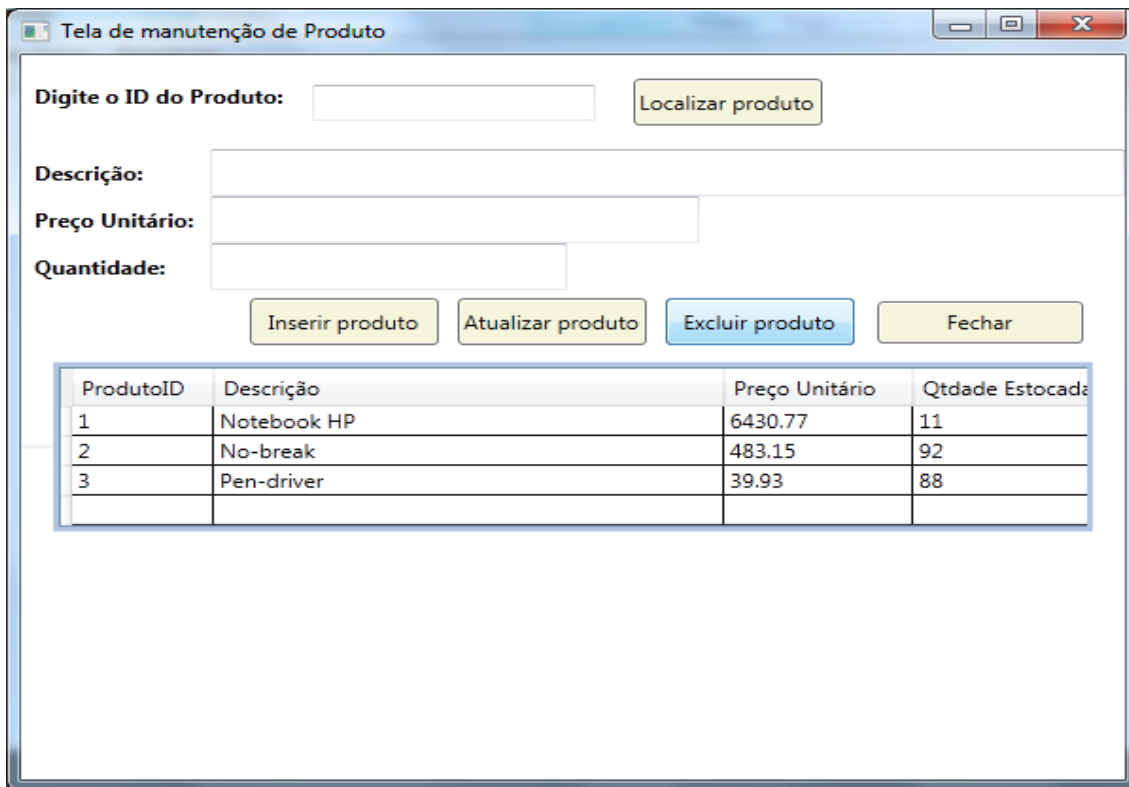 Tela de manutenção de Produto
Digite o ID do Produto: Localizar produto
Descrição:
Preço Unitário:
Quantidade:
Inserir produto Atualizar produto Excluir produto Fechar
ProdutoID Descrição Preço Unitário Qtdade Estocada
1 Notebook HP 6430.77 11
2 No-break 483.15 92
3 Pen-driver 39.93 88